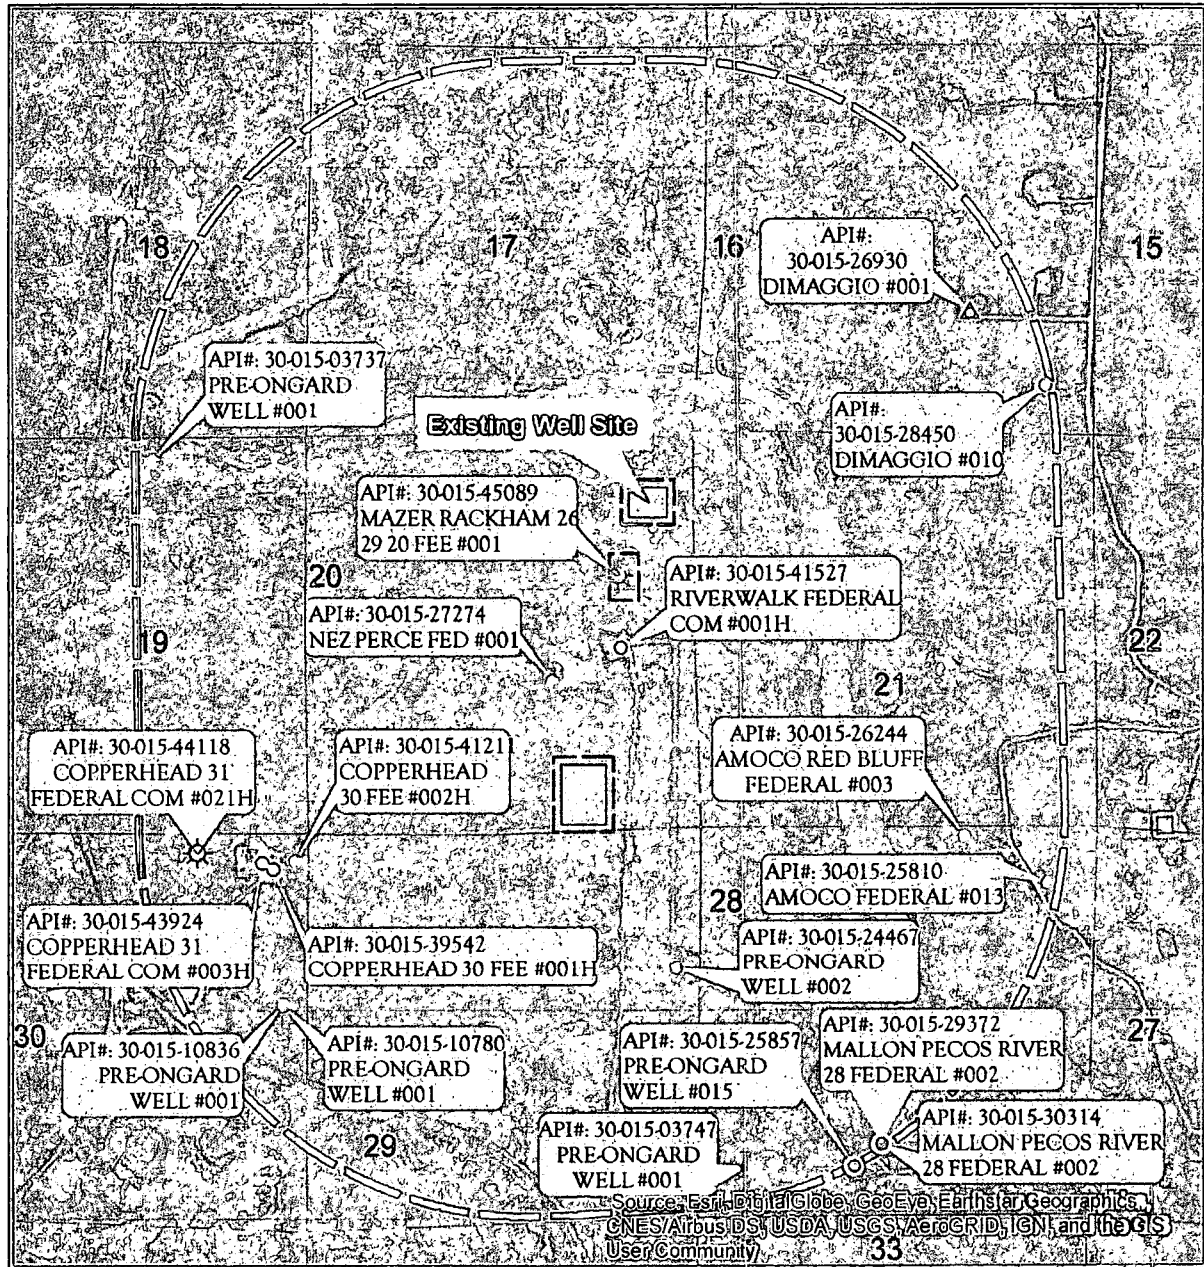 18
17
16
15
API#:
30-015-26930
DIMAGGIO #001
API#: 30-015-03737
PRE-ONGARD
WELL #001
API#:
30-015-28450
DIMAGGIO #010
Existing Well Site
API#: 30-015-45089
MAZER RACKHAM 26
29 20 FEE #001
20
API#: 30-015-41527
RIVERWALK FEDERAL
COM #001H
API#: 30-015-27274
NEZ PERCE FED #001
19
22
21
API#: 30-015-44118
COPPERHEAD 31
FEDERAL COM #021H
API#: 30-015-41211
COPPERHEAD
30 FEE #002H
API#: 30-015-26244
AMOCO RED BLUFF
FEDERAL #003
API#: 30-015-25810
AMOCO FEDERAL #013
28
API#: 30-015-43924
COPPERHEAD 31
FEDERAL COM #003H
API#: 30-015-39542
COPPERHEAD 30 FEE #001H
API#: 30-015-24467
PRE-ONGARD
WELL #002
30
API#: 30-015-10836
PRE-ONGARD
WELL #001
API#: 30-015-10780
PRE-ONGARD
WELL #001
API#: 30-015-25857
PRE-ONGARD
WELL #015
API#: 30-015-29372
MALLON PECOS RIVER
28 FEDERAL #002
27
29
API#: 30-015-03747
PRE-ONGARD
WELL #001
API#: 30-015-30314
MALLON PECOS RIVER
28 FEDERAL #002
Source: Esri, DigitalGlobe, GeoEye, Earthstar Geographics,
CNES/Airbus DS, USDA, USGS, AeroGRID, IGN, and the GIS
User Community
33